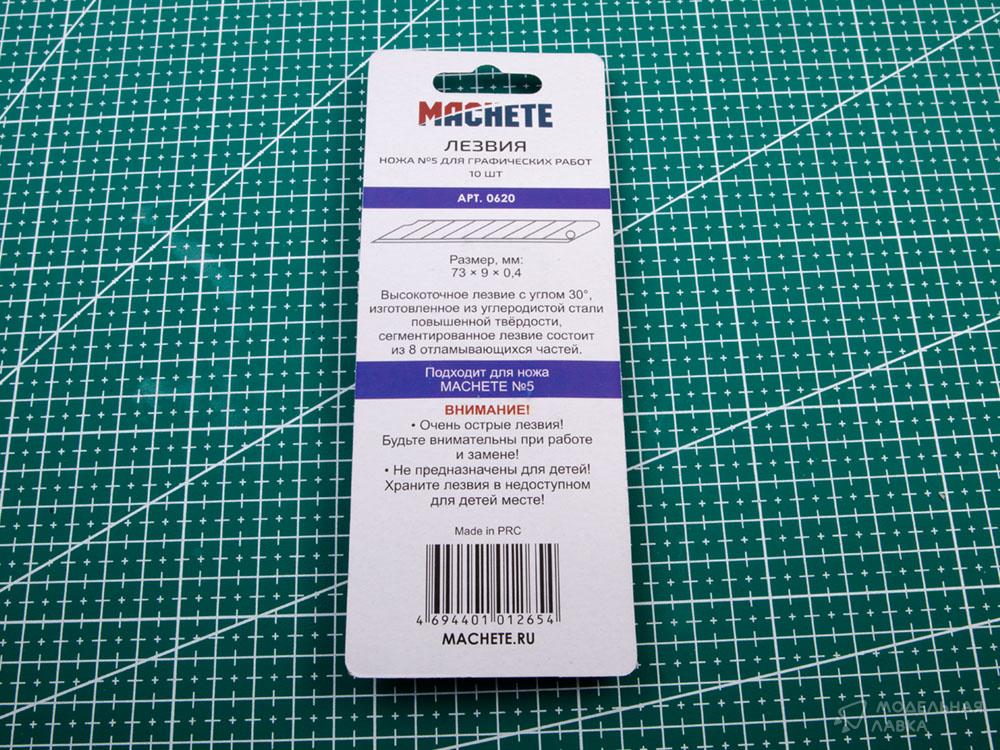 MACHETE
ЛЕЗВИЯ
НОЖА №5 ДЛЯ ГРАФИЧЕСКИХ РАБОТ
10 ШТ
АРТ. 0620
Размер, мм:
73 × 9 × 0,4
Высокоточное лезвие с углом 30°,
изготовленное из углеродистой стали
повышенной твёрдости,
сегментированное лезвие состоит
из 8 отламывающихся частей.
Подходит для ножа
MACHETE №5
ВНИМАНИЕ!
• Очень острые лезвия!
Будьте внимательны при работе
и замене!
• Не предназначены для детей!
Храните лезвия в недоступном
для детей месте!
Made in PRC
4 694401 012654
MACHETE.RU
МОДЕЛЬНАЯ
ЛАВКА